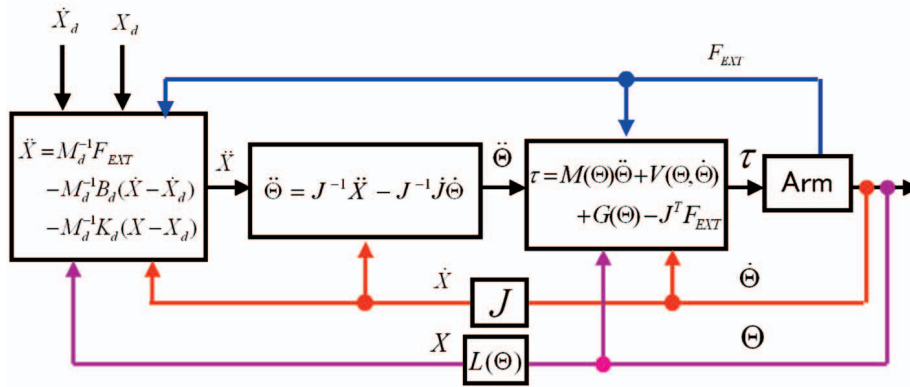 Ẋ_d X_d
F_EXT
Ẍ = M_d^-1 F_EXT
-M_d^-1 B_d(Ẋ - Ẋ_d)
-M_d^-1 K_d(X - X_d)
Ẍ
Θ̈ = J^-1 Ẍ - J^-1 J̇Θ̇
Θ̈
τ = M(Θ)Θ̈ + V(Θ,Θ̇)
+G(Θ) - J^T F_EXT
τ
Arm
Ẋ J Θ̇
X L(Θ) Θ